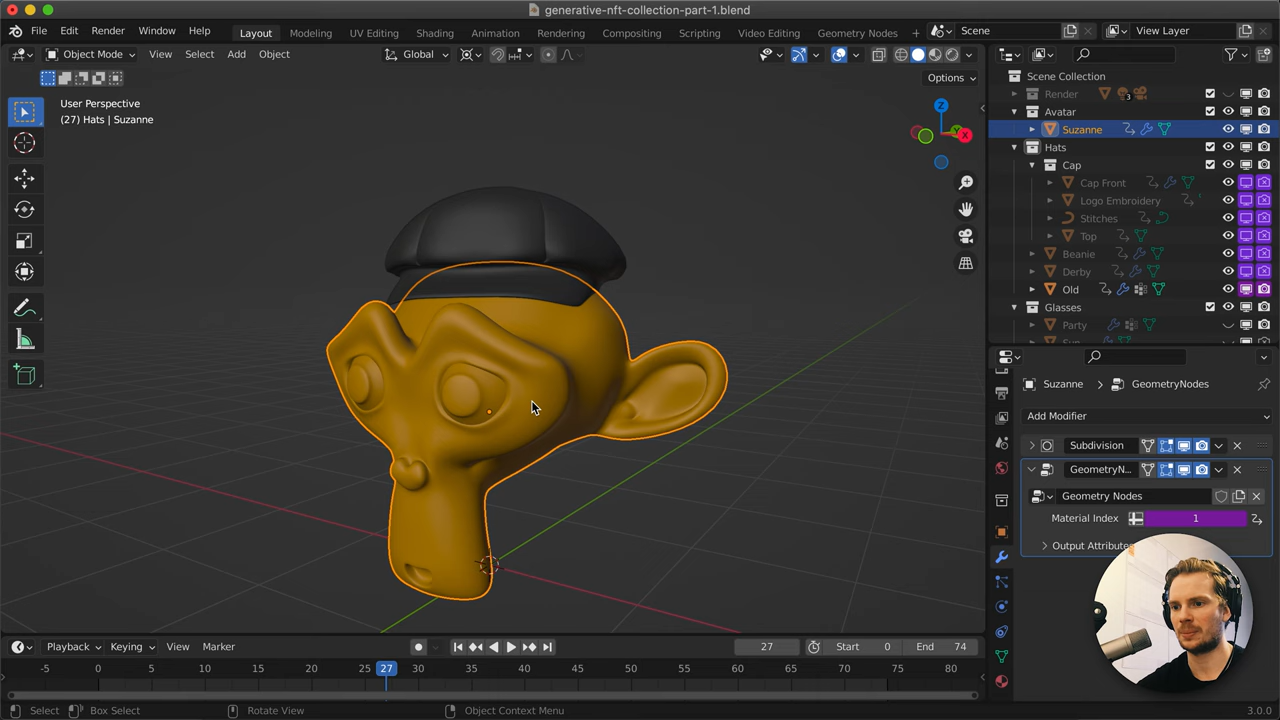 generative-nft-collection-part-1.blend
File Edit Render Window Help Layout Modeling UV Editing Shading Animation Rendering Compositing Scripting Video Editing Geometry Nodes + Scene View Layer
Object Mode View Select Add Object Global
Options
User Perspective
(27) Hats | Suzanne
Z
Y
X
Scene Collection
Render 3
Avatar
Suzanne
Hats
Cap
Cap Front
Logo Embroidery
Stitches
Top
Beanie
Derby
Old
Glasses
Party
Suzanne > GeometryNodes
Add Modifier
Subdivision
GeometryN...
Geometry Nodes
Material Index 1
Output Attributes
Playback Keying View Marker 27 Start 0 End 74
-5 0 5 10 15 20 25 27 30 35 40 45 50 55 60 65 70 75 80
Select Box Select Rotate View Object Context Menu 3.0.0